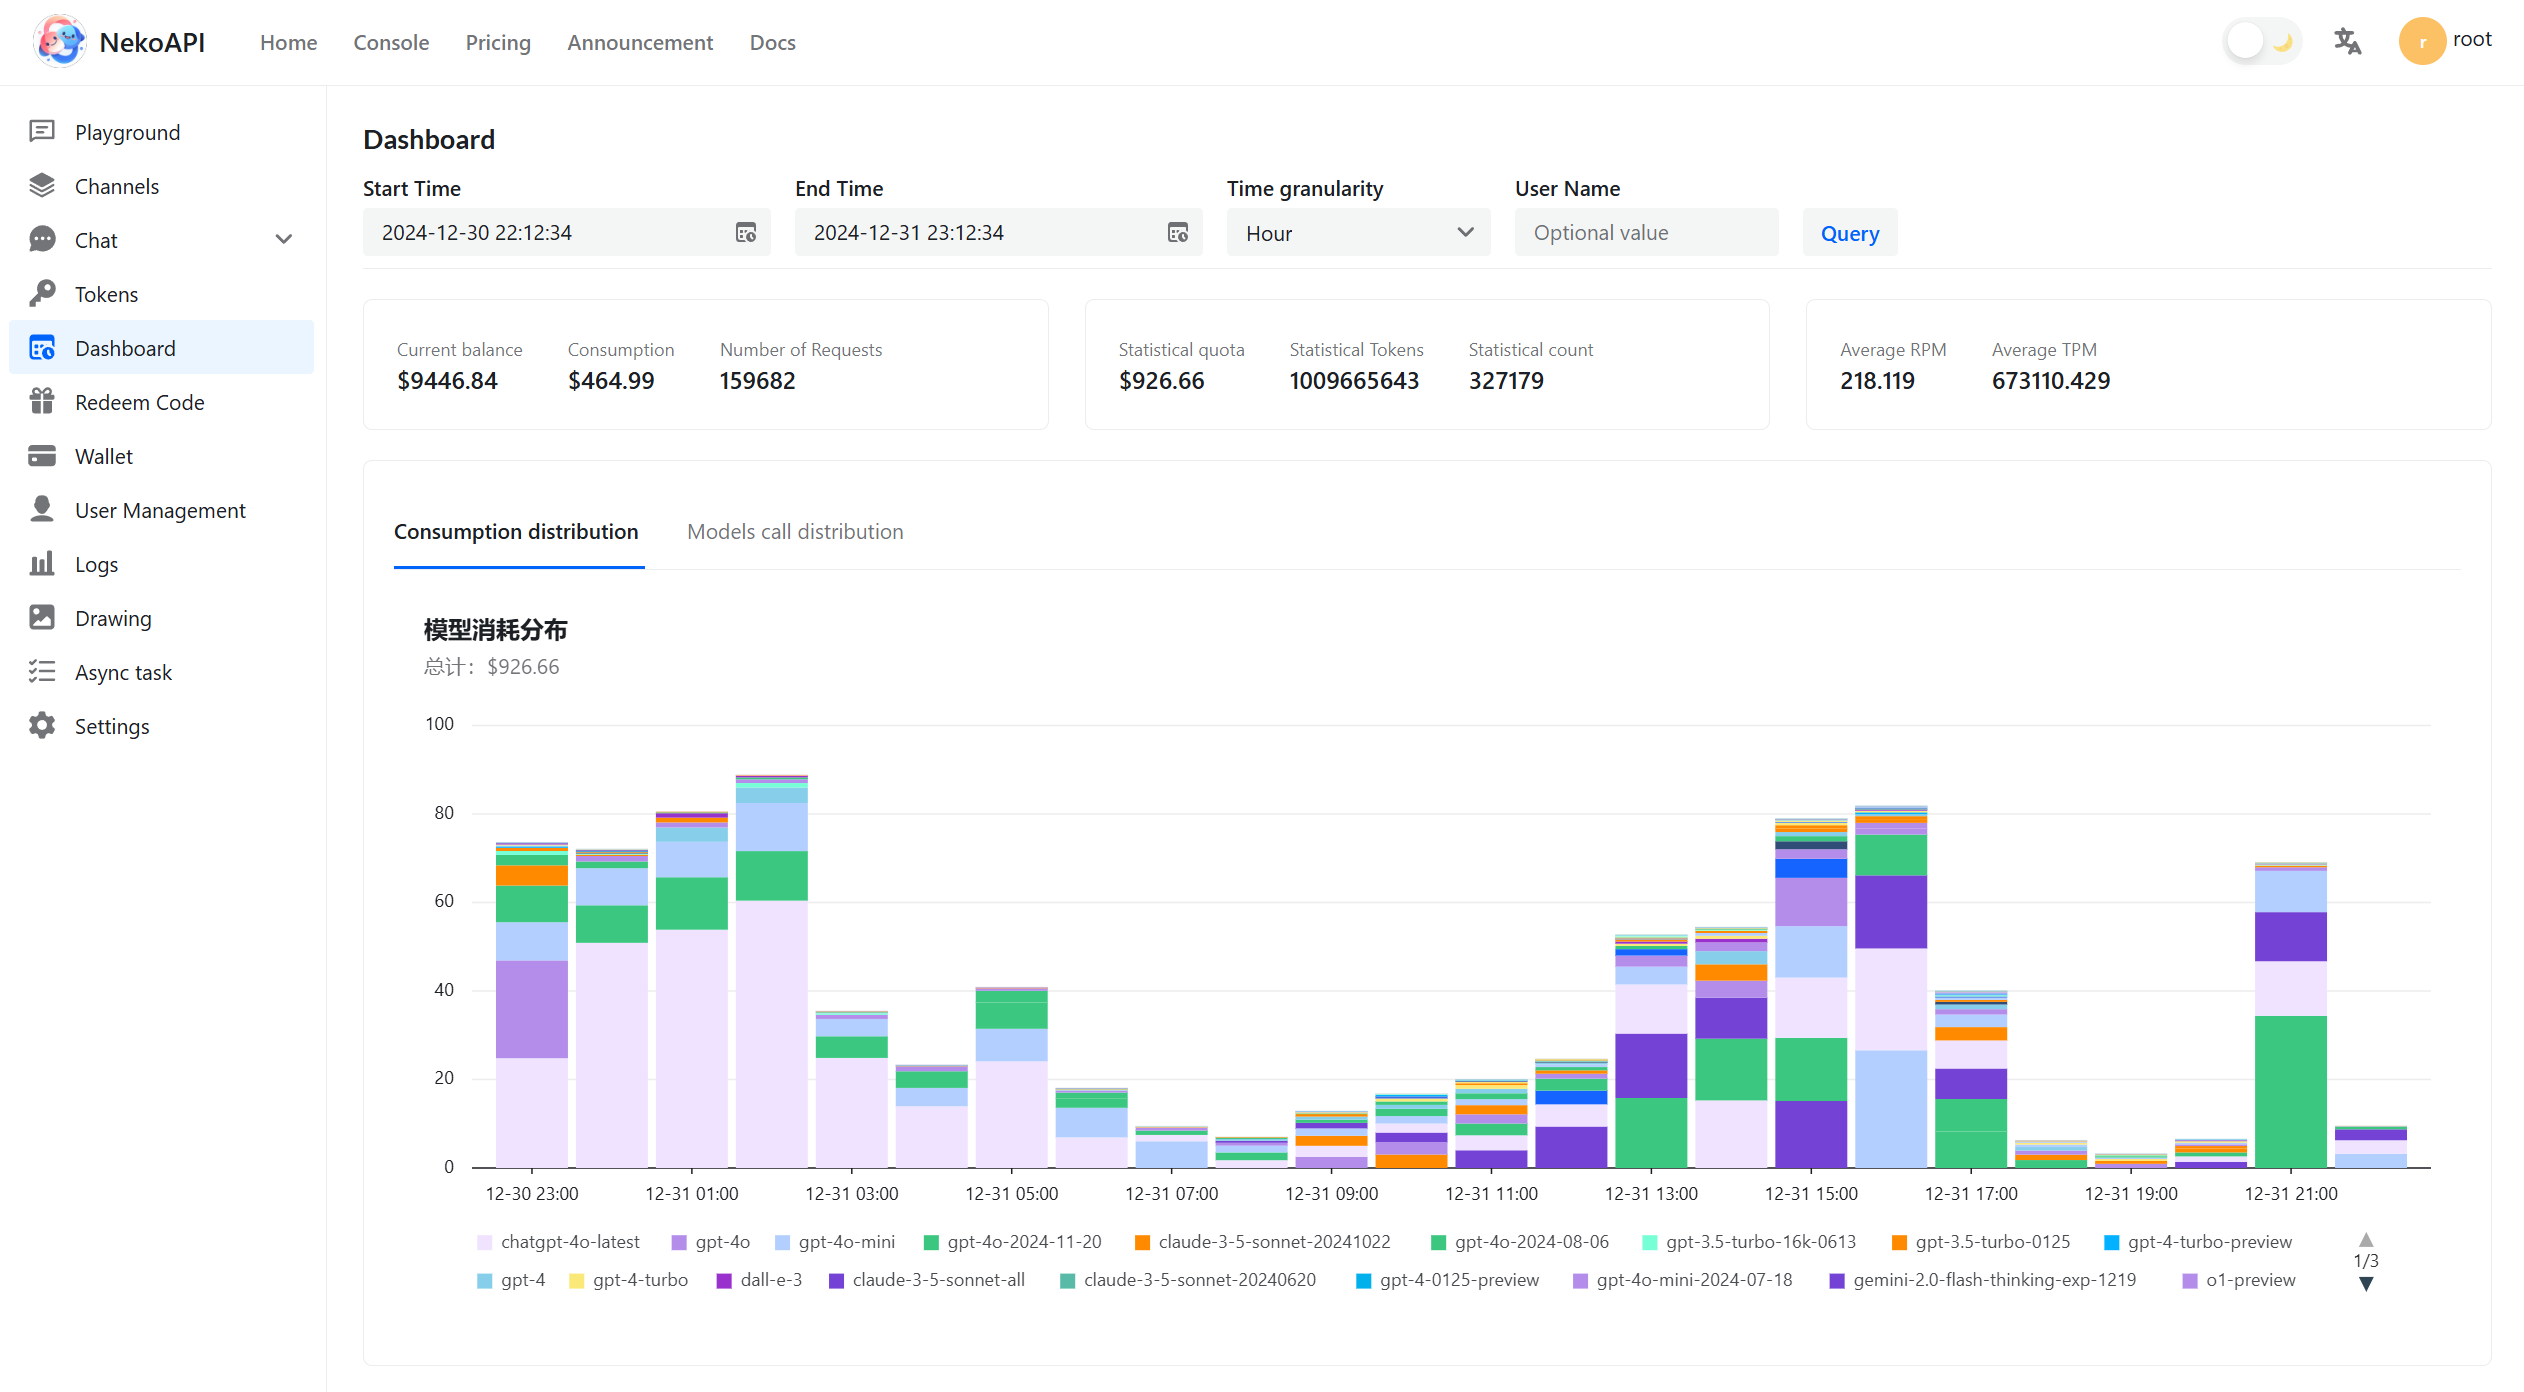 NekoAPI Home Console Pricing Announcement Docs r root
Playground
Channels
Chat
Tokens
Dashboard
Redeem Code
Wallet
User Management
Logs
Drawing
Async task
Settings
Dashboard
Start Time End Time Time granularity User Name
2024-12-30 22:12:34 2024-12-31 23:12:34 Hour Optional value Query
Current balance Consumption Number of Requests
$9446.84 $464.99 159682
Statistical quota Statistical Tokens Statistical count
$926.66 1009665643 327179
Average RPM Average TPM
218.119 673110.429
Consumption distribution Models call distribution
模型消耗分布
总计：$926.66
100
80
60
40
20
0
12-30 23:00 12-31 01:00 12-31 03:00 12-31 05:00 12-31 07:00 12-31 09:00 12-31 11:00 12-31 13:00 12-31 15:00 12-31 17:00 12-31 19:00 12-31 21:00
chatgpt-4o-latest gpt-4o gpt-4o-mini gpt-4o-2024-11-20 claude-3-5-sonnet-20241022 gpt-4o-2024-08-06 gpt-3.5-turbo-16k-0613 gpt-3.5-turbo-0125 gpt-4-turbo-preview
gpt-4 gpt-4-turbo dall-e-3 claude-3-5-sonnet-all claude-3-5-sonnet-20240620 gpt-4-0125-preview gpt-4o-mini-2024-07-18 gemini-2.0-flash-thinking-exp-1219 o1-preview
1/3